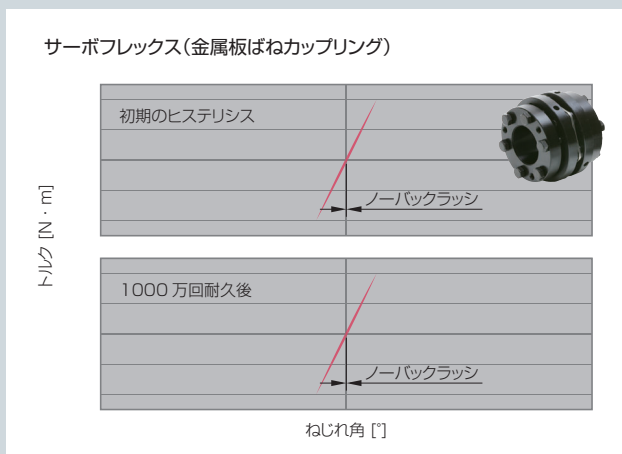 サーボフレックス（金属板ばねカップリング）
初期のヒステリシス
ノーバックラッシ
トルク [N・m]
1000 万回耐久後
ノーバックラッシ
ねじれ角 [°]